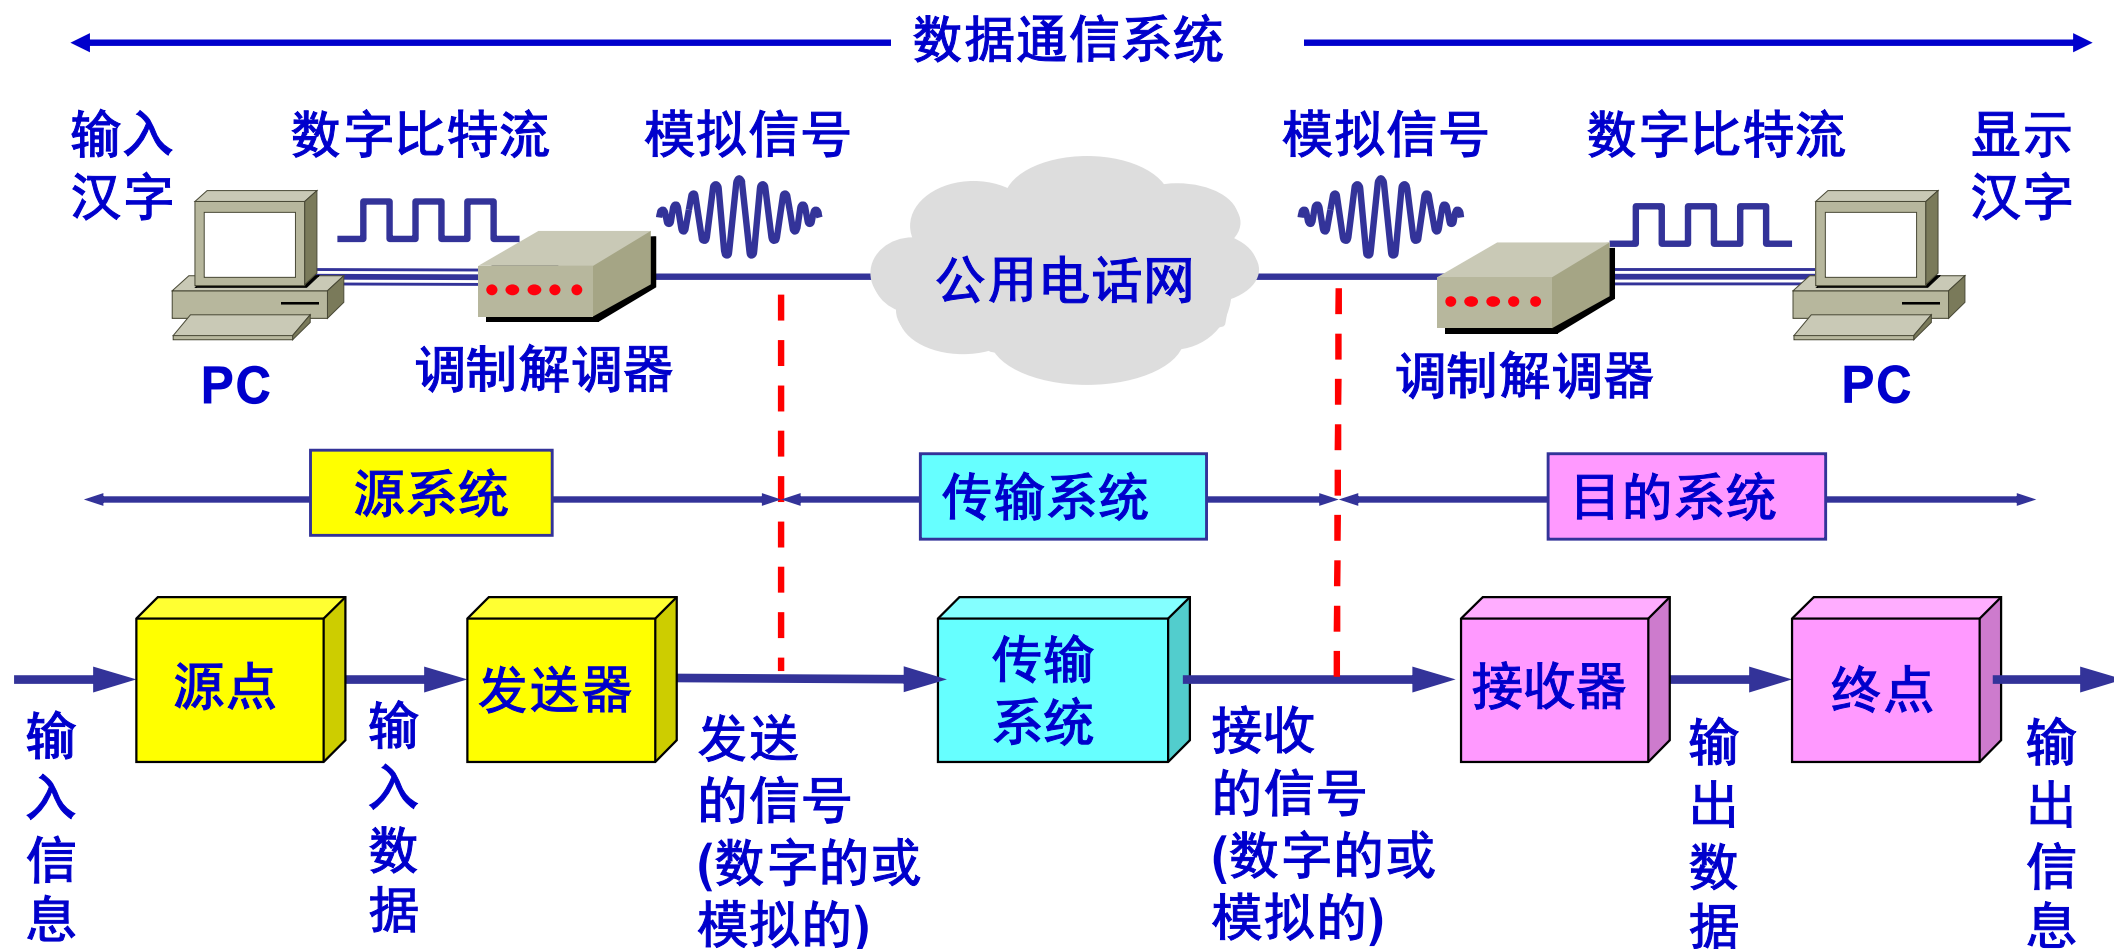 数据通信系统
输入
汉字
数字比特流
模拟信号
模拟信号
数字比特流
显示
汉字
公用电话网
PC
调制解调器
调制解调器
PC
源系统
传输系统
目的系统
源点
发送器
传输
系统
接收器
终点
输
入
信
息
输
入
数
据
发送
的信号
(数字的或
模拟的)
接收
的信号
(数字的或
模拟的)
输
出
数
据
输
出
信
息